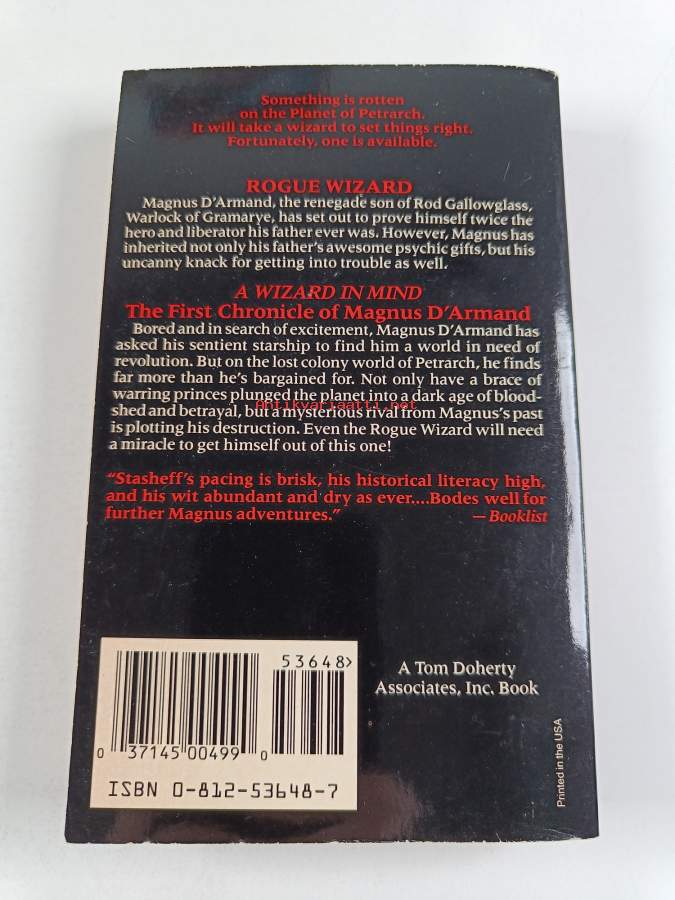 Something is rotten
on the Planet of Petrarch.
It will take a wizard to set things right.
Fortunately, one is available.
ROGUE WIZARD
Magnus D'Armand, the renegade son of Rod Gallowglass,
Warlock of Gramarye, has set out to prove himself twice the
hero and liberator his father ever was. However, Magnus has
inherited not only his father's awesome psychic gifts, but his
uncanny knack for getting into trouble as well.
A WIZARD IN MIND
The First Chronicle of Magnus D'Armand
Bored and in search of excitement, Magnus D'Armand has
asked his sentient starship to find him a world in need of
revolution. But on the lost colony world of Petrarch, he finds
far more than he's bargained for. Not only have a brace of
warring princes plunged the planet into a dark age of blood-
shed and betrayal, but a mysterious rival from Magnus's past
is plotting his destruction. Even the Rogue Wizard will need
a miracle to get himself out of this one!
Antikvariaatti.net
"Stasheff's pacing is brisk, his historical literacy high,
and his wit abundant and dry as ever....Bodes well for
further Magnus adventures." —Booklist
53648>
0 37145 00499 0
ISBN 0-812-53648-7
A Tom Doherty
Associates, Inc. Book
Printed in the USA